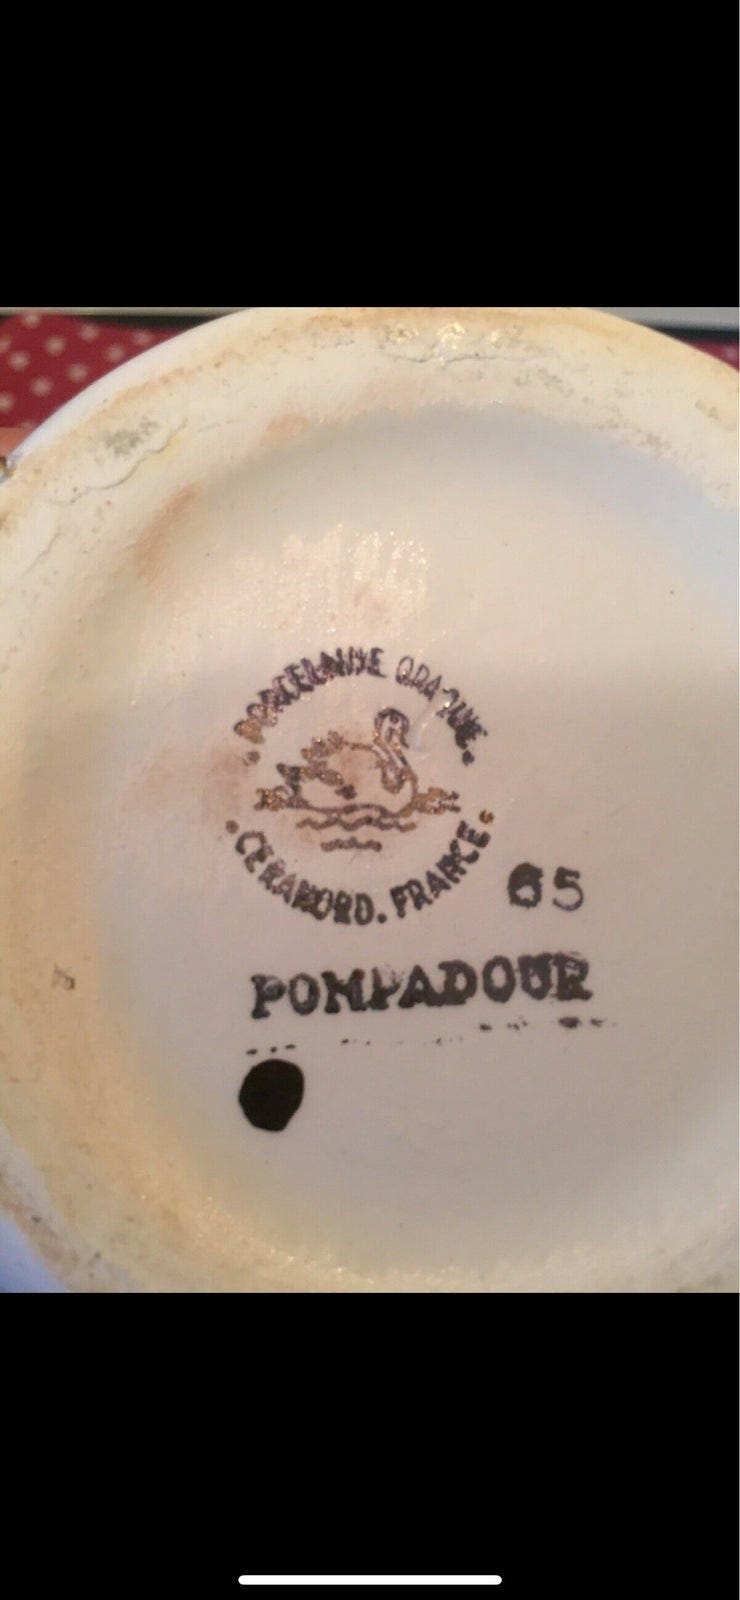 PORCELAINE OPAQUE.
CERANORD. FRANCE
65
POMPADOUR